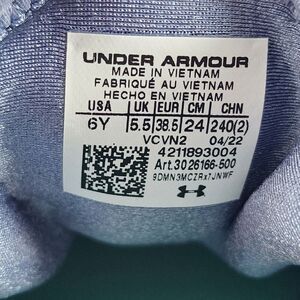 UNDER ARMOUR
MADE IN VIETNAM
FABRIQUÉ AU VIETNAM
HECHO EN VIETNAM
USA UK EUR CM CHN
6Y 5.5 38.5 24 240(2)
VCVN2 04/22
4211893004
Art.3026166-500
9DMN3MCZRx7JNWF